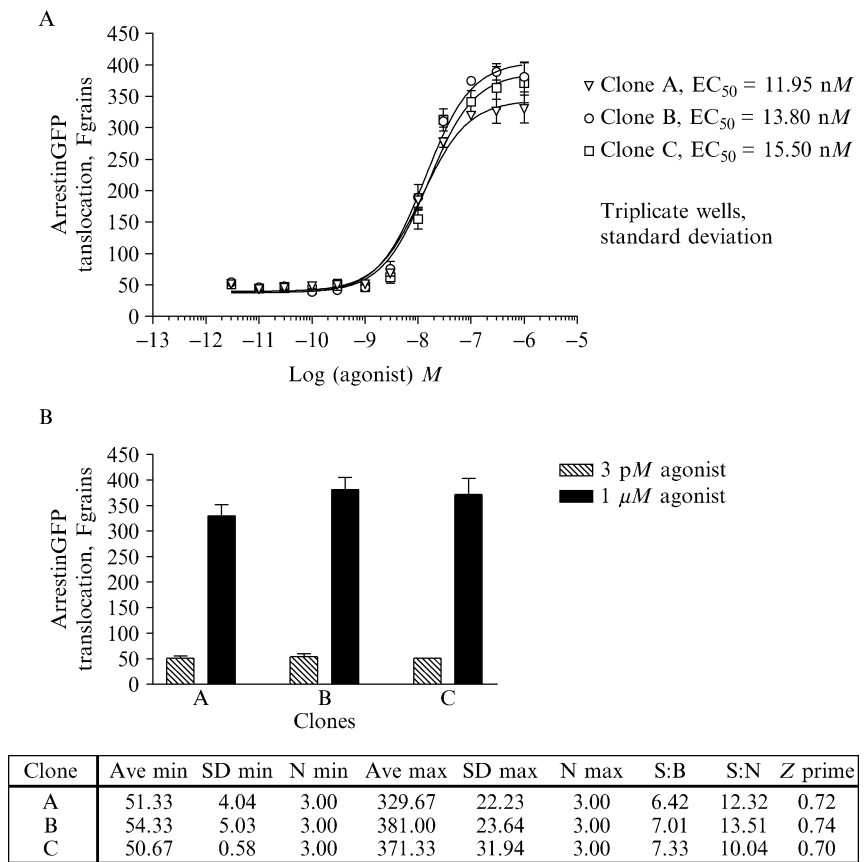 A
ArrestinGFP
tanslocation, Fgrains
450
400
350
300
250
200
150
100
50
0
−13 −12 −11 −10 −9 −8 −7 −6 −5
Log (agonist) M
Clone A, EC50 = 11.95 nM
Clone B, EC50 = 13.80 nM
Clone C, EC50 = 15.50 nM
Triplicate wells,
standard deviation
B
ArrestinGFP
translocation, Fgrains
450
400
350
300
250
200
150
100
50
0
A B C
Clones
3 pM agonist
1 μM agonist
Clone Ave min SD min N min Ave max SD max N max S:B S:N Z prime
A 51.33 4.04 3.00 329.67 22.23 3.00 6.42 12.32 0.72
B 54.33 5.03 3.00 381.00 23.64 3.00 7.01 13.51 0.74
C 50.67 0.58 3.00 371.33 31.94 3.00 7.33 10.04 0.70